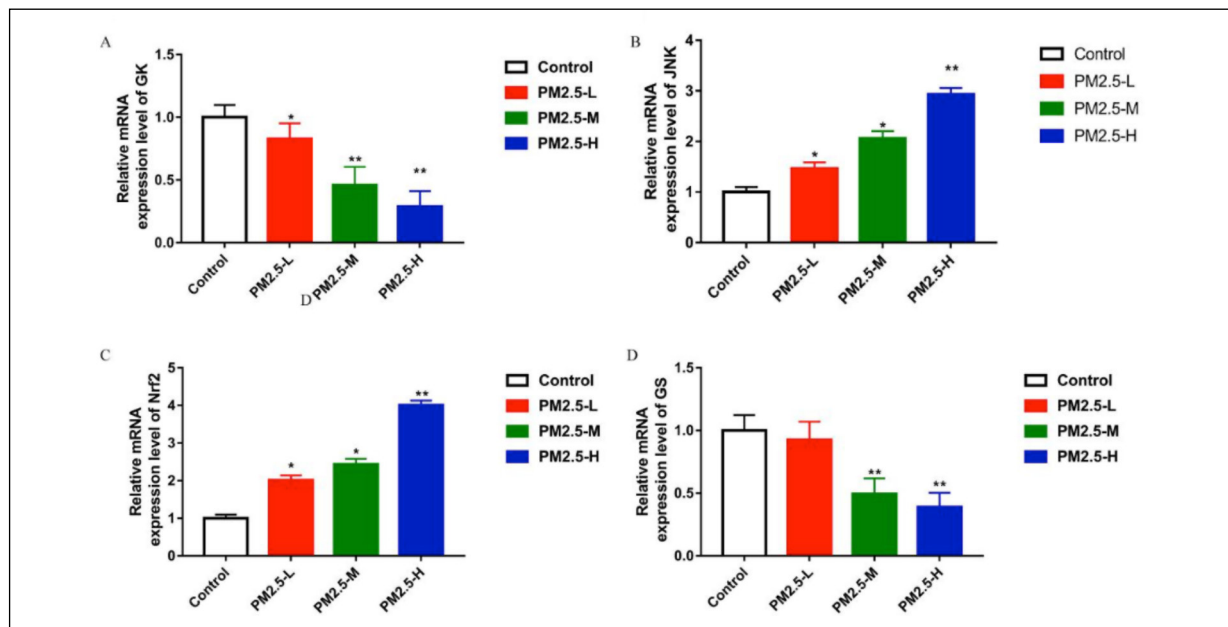 A
Relative mRNA
expression level of GK
1.5
1.0
0.5
0.0
*
**
**
Control
PM2.5-L
PM2.5-M
PM2.5-H
Control
PM2.5-L
PM2.5-M
PM2.5-H
D
B
Relative mRNA
expression level of JNK
4
3
2
1
0
*
*
**
Control
PM2.5-L
PM2.5-M
PM2.5-H
Control
PM2.5-L
PM2.5-M
PM2.5-H
C
Relative mRNA
expression level of Nrf2
5
4
3
2
1
0
*
*
**
Control
PM2.5-L
PM2.5-M
PM2.5-H
Control
PM2.5-L
PM2.5-M
PM2.5-H
D
Relative mRNA
expression level of GS
1.5
1.0
0.5
0.0
**
**
Control
PM2.5-L
PM2.5-M
PM2.5-H
Control
PM2.5-L
PM2.5-M
PM2.5-H